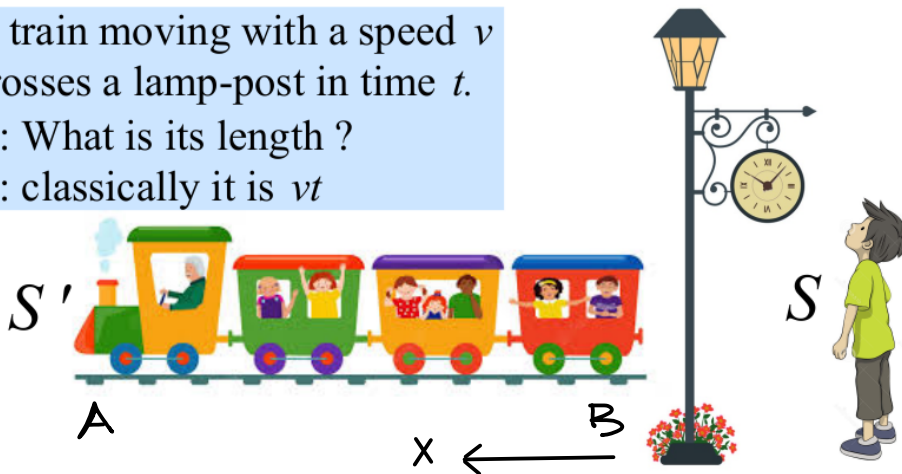 train moving with a speed v
rosses a lamp-post in time t.
: What is its length ?
: classically it is vt
S'
S
A
B
X